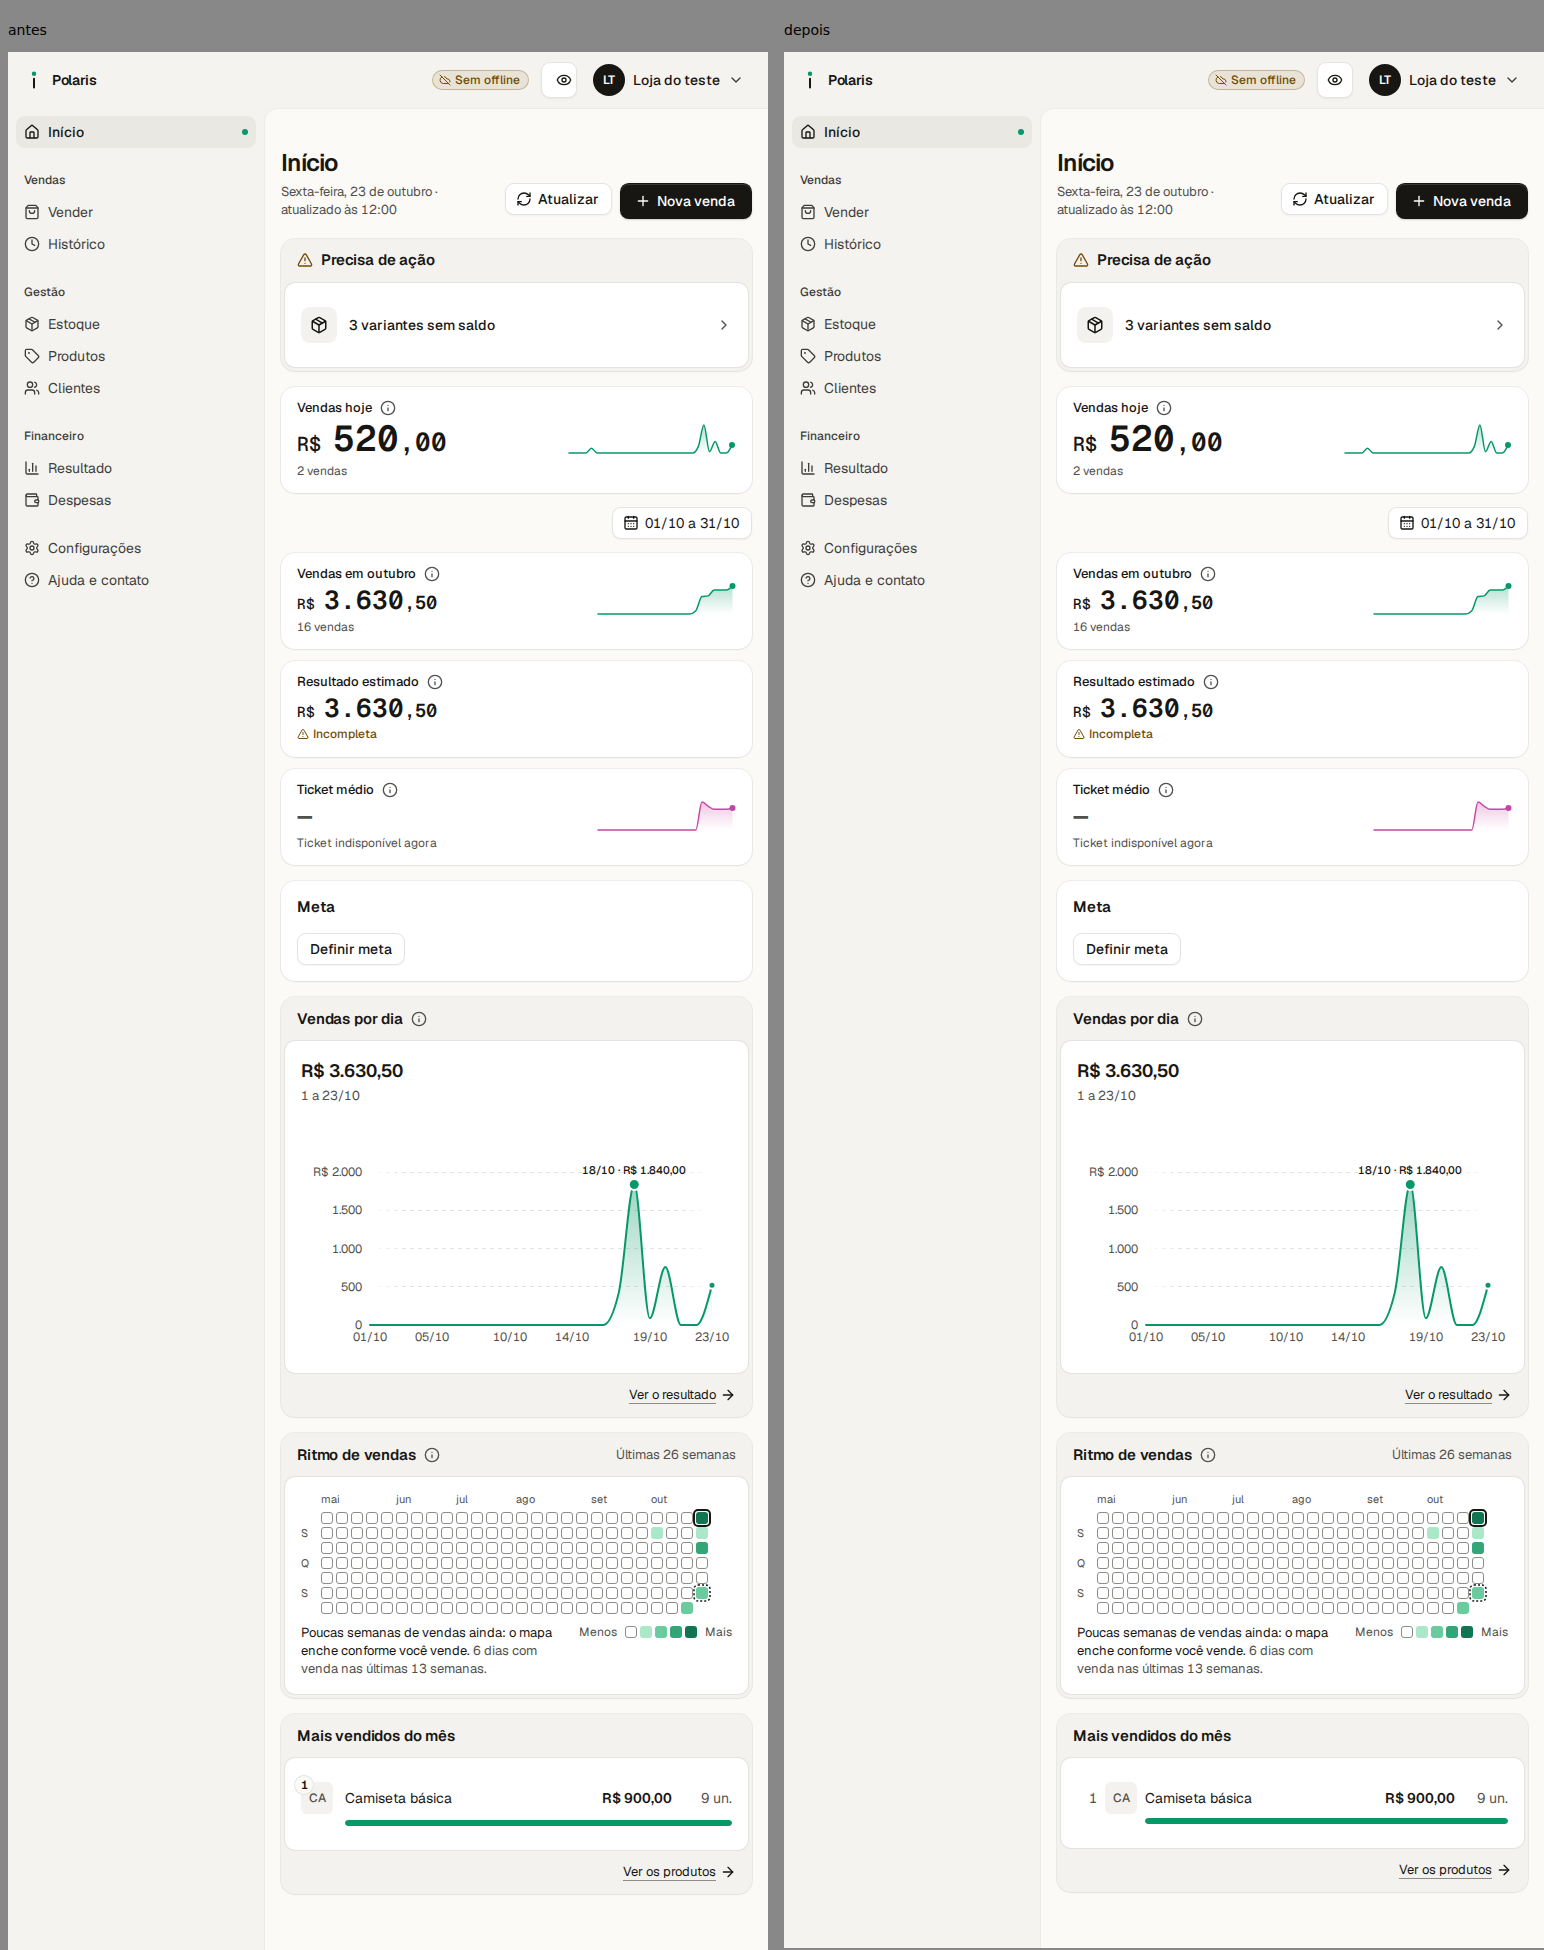 antes
Polaris
Sem offline
LT
Loja do teste
Início
Vendas
Vender
Histórico
Gestão
Estoque
Produtos
Clientes
Financeiro
Resultado
Despesas
Configurações
Ajuda e contato
Início
Sexta-feira, 23 de outubro ·
atualizado às 12:00
Atualizar
Nova venda
Precisa de ação
3 variantes sem saldo
Vendas hoje
R$ 520,00
2 vendas
01/10 a 31/10
Vendas em outubro
R$ 3.630,50
16 vendas
Resultado estimado
R$ 3.630,50
Incompleta
Ticket médio
—
Ticket indisponível agora
Meta
Definir meta
Vendas por dia
R$ 3.630,50
1 a 23/10
18/10 · R$ 1.840,00
R$ 2.000
1.500
1.000
500
0
01/10 05/10 10/10 14/10 19/10 23/10
Ver o resultado
Ritmo de vendas
Últimas 26 semanas
mai jun jul ago set out
S
Q
S
Poucas semanas de vendas ainda: o mapa
enche conforme você vende. 6 dias com
venda nas últimas 13 semanas.
Menos Mais
Mais vendidos do mês
1
CA
Camiseta básica R$ 900,00 9 un.
Ver os produtos
depois
Polaris
Sem offline
LT
Loja do teste
Início
Vendas
Vender
Histórico
Gestão
Estoque
Produtos
Clientes
Financeiro
Resultado
Despesas
Configurações
Ajuda e contato
Início
Sexta-feira, 23 de outubro ·
atualizado às 12:00
Atualizar
Nova venda
Precisa de ação
3 variantes sem saldo
Vendas hoje
R$ 520,00
2 vendas
01/10 a 31/10
Vendas em outubro
R$ 3.630,50
16 vendas
Resultado estimado
R$ 3.630,50
Incompleta
Ticket médio
—
Ticket indisponível agora
Meta
Definir meta
Vendas por dia
R$ 3.630,50
1 a 23/10
18/10 · R$ 1.840,00
R$ 2.000
1.500
1.000
500
0
01/10 05/10 10/10 14/10 19/10 23/10
Ver o resultado
Ritmo de vendas
Últimas 26 semanas
mai jun jul ago set out
S
Q
S
Poucas semanas de vendas ainda: o mapa
enche conforme você vende. 6 dias com
venda nas últimas 13 semanas.
Menos Mais
Mais vendidos do mês
1 CA Camiseta básica R$ 900,00 9 un.
Ver os produtos